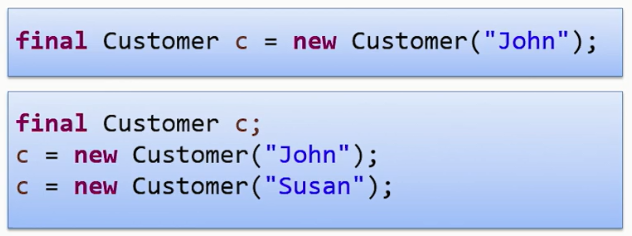 final Customer c = new Customer("John");
final Customer c;
c = new Customer("John");
c = new Customer("Susan");